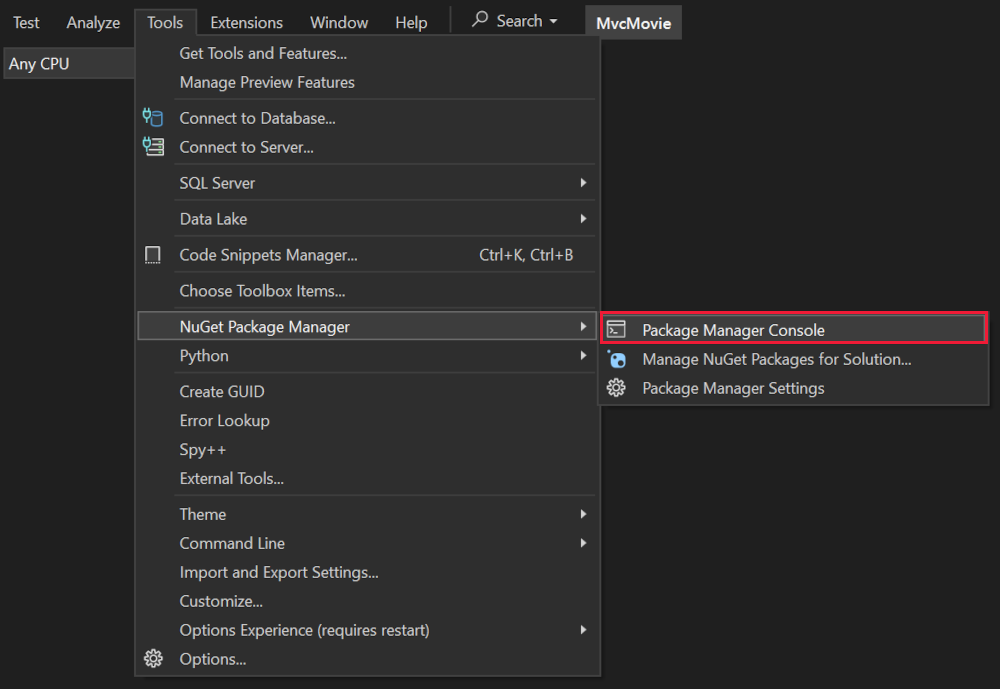 Test Analyze Tools Extensions Window Help Search MvcMovie
Any CPU
Get Tools and Features...
Manage Preview Features
Connect to Database...
Connect to Server...
SQL Server
Data Lake
Code Snippets Manager... Ctrl+K, Ctrl+B
Choose Toolbox Items...
NuGet Package Manager
Package Manager Console
Manage NuGet Packages for Solution...
Package Manager Settings
Python
Create GUID
Error Lookup
Spy++
External Tools...
Theme
Command Line
Import and Export Settings...
Customize...
Options Experience (requires restart)
Options...